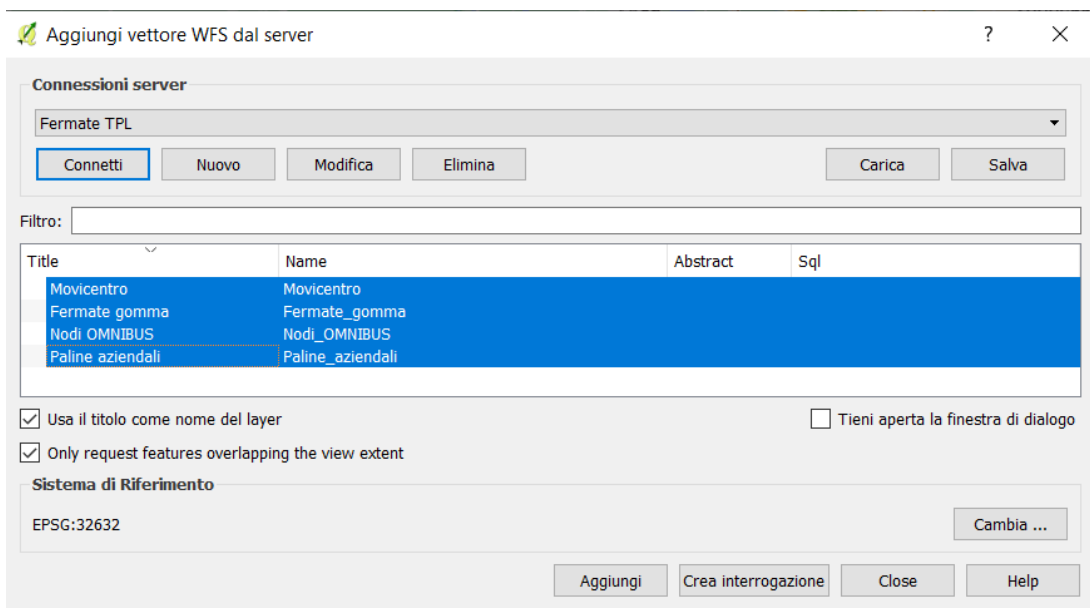 Aggiungi vettore WFS dal server ?
Connessioni server
Fermate TPL
Connetti Nuovo Modifica Elimina Carica Salva
Filtro:
Title Name Abstract Sql
Movicentro Movicentro
Fermate gomma Fermate_gomma
Nodi OMNIBUS Nodi_OMNIBUS
Paline aziendali Paline_aziendali
Usa il titolo come nome del layer Tieni aperta la finestra di dialogo
Only request features overlapping the view extent
Sistema di Riferimento
EPSG:32632 Cambia ...
Aggiungi Crea interrogazione Close Help